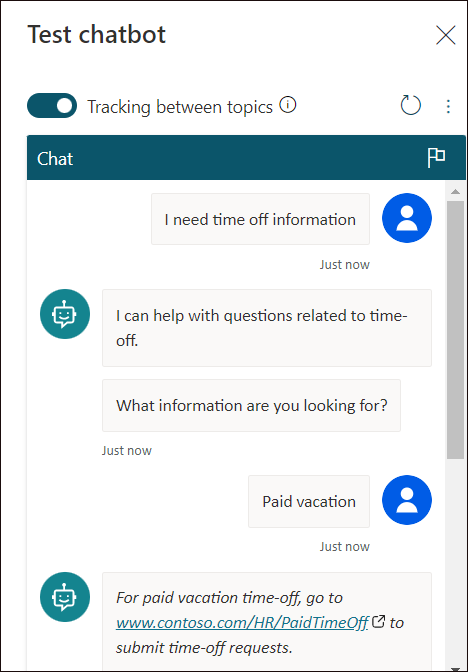 Test chatbot
Tracking between topics
Chat
I need time off information
Just now
I can help with questions related to time-
off.
What information are you looking for?
Just now
Paid vacation
Just now
For paid vacation time-off, go to
www.contoso.com/HR/PaidTimeOff to
submit time-off requests.